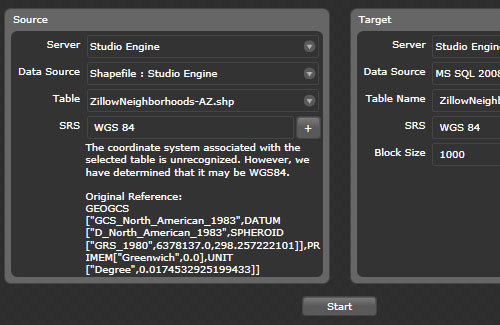 Source
Server Studio Engine
Data Source Shapefile : Studio Engine
Table ZillowNeighborhoods-AZ.shp
SRS WGS 84 +
The coordinate system associated with the
selected table is unrecognized. However, we
have determined that it may be WGS84.
Original Reference:
GEOGCS
["GCS_North_American_1983",DATUM
["D_North_American_1983",SPHEROID
["GRS_1980",6378137.0,298.257222101]],PR
IMEM["Greenwich",0.0],UNIT
["Degree",0.0174532925199433]]
Target
Server Studio Engin
Data Source MS SQL 2008
Table Name ZillowNeighb
SRS WGS 84
Block Size 1000
Start